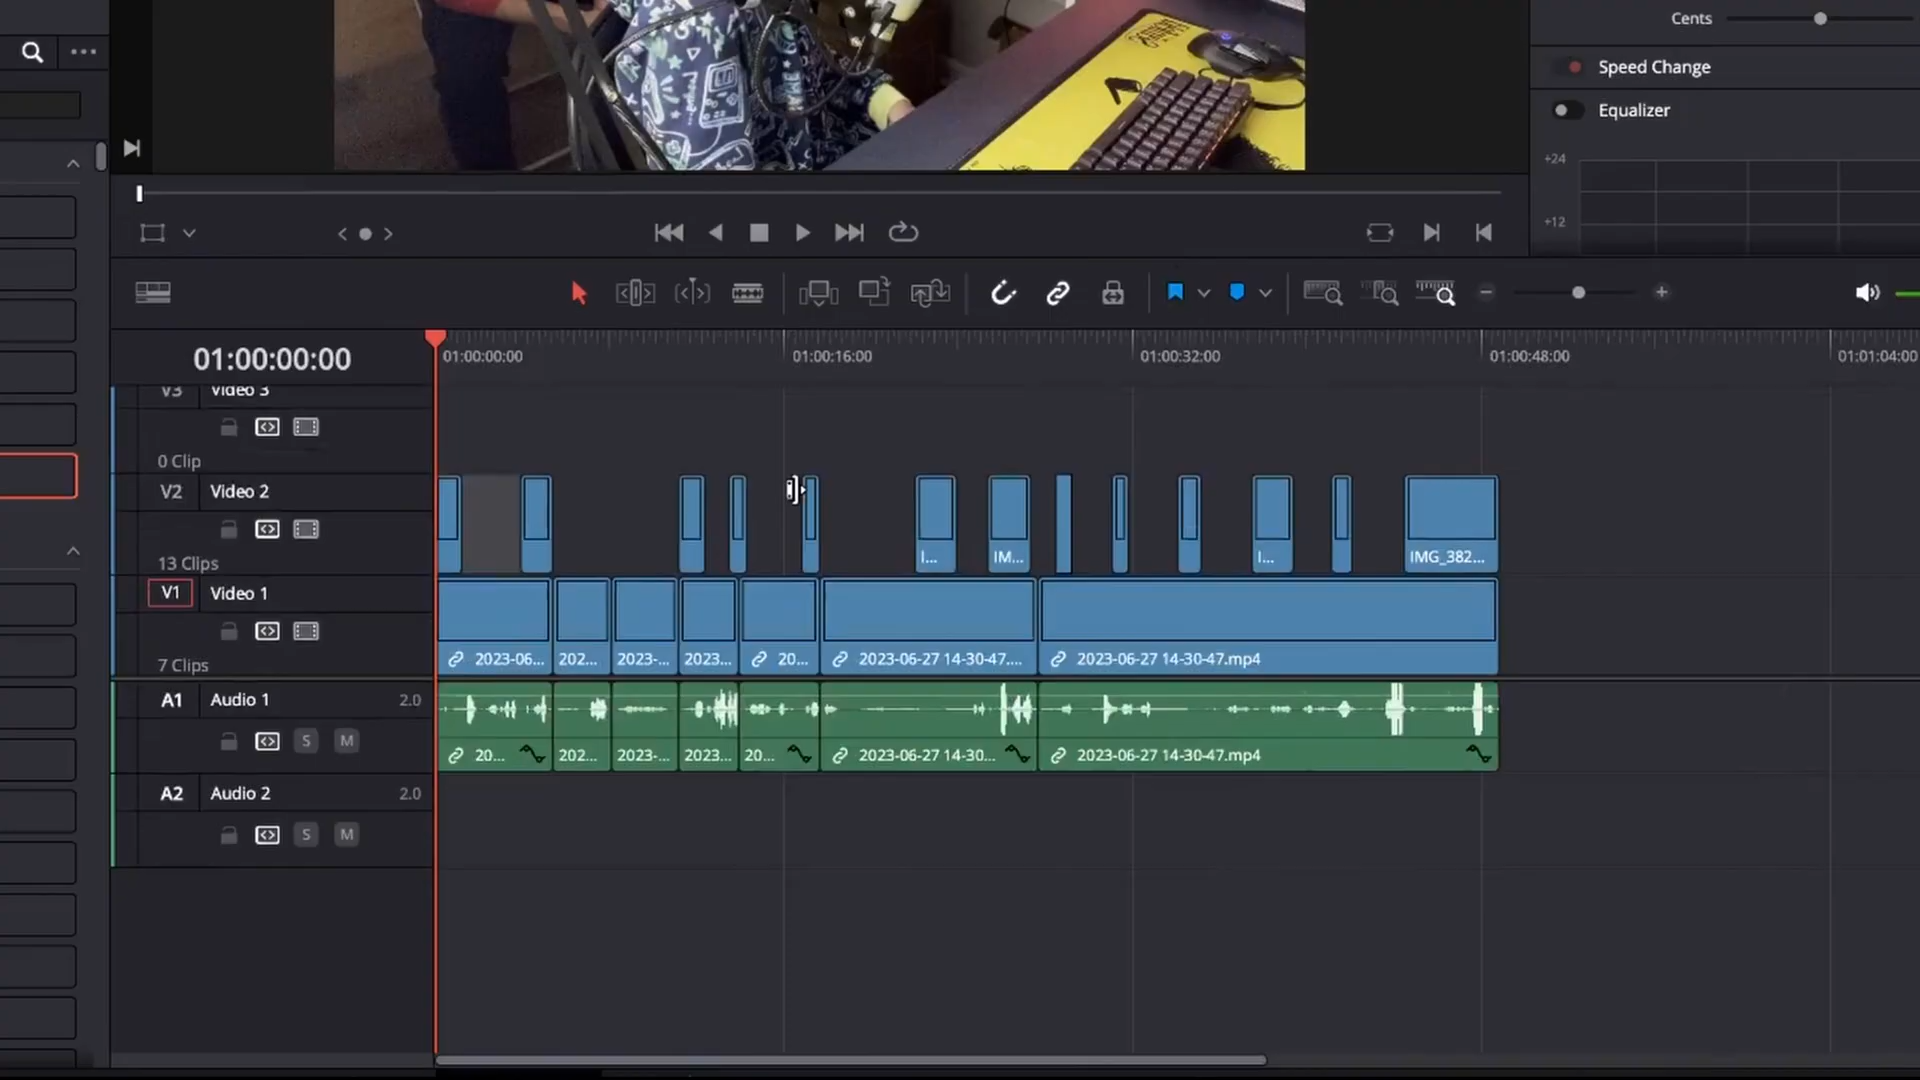 Cents
Speed Change
Equalizer
+24
+12
01:00:00:00
01:00:00:00
01:00:16:00
01:00:32:00
01:00:48:00
01:01:04:00
V3 Video 3
0 Clip
V2 Video 2
13 Clips
I...
IM...
I...
IMG_382...
V1 Video 1
7 Clips
2023-06...
202...
2023-...
2023...
20...
2023-06-27 14-30-47....
2023-06-27 14-30-47.mp4
A1 Audio 1 2.0
S M
20...
202...
2023-...
2023...
20...
2023-06-27 14-30...
2023-06-27 14-30-47.mp4
A2 Audio 2 2.0
S M